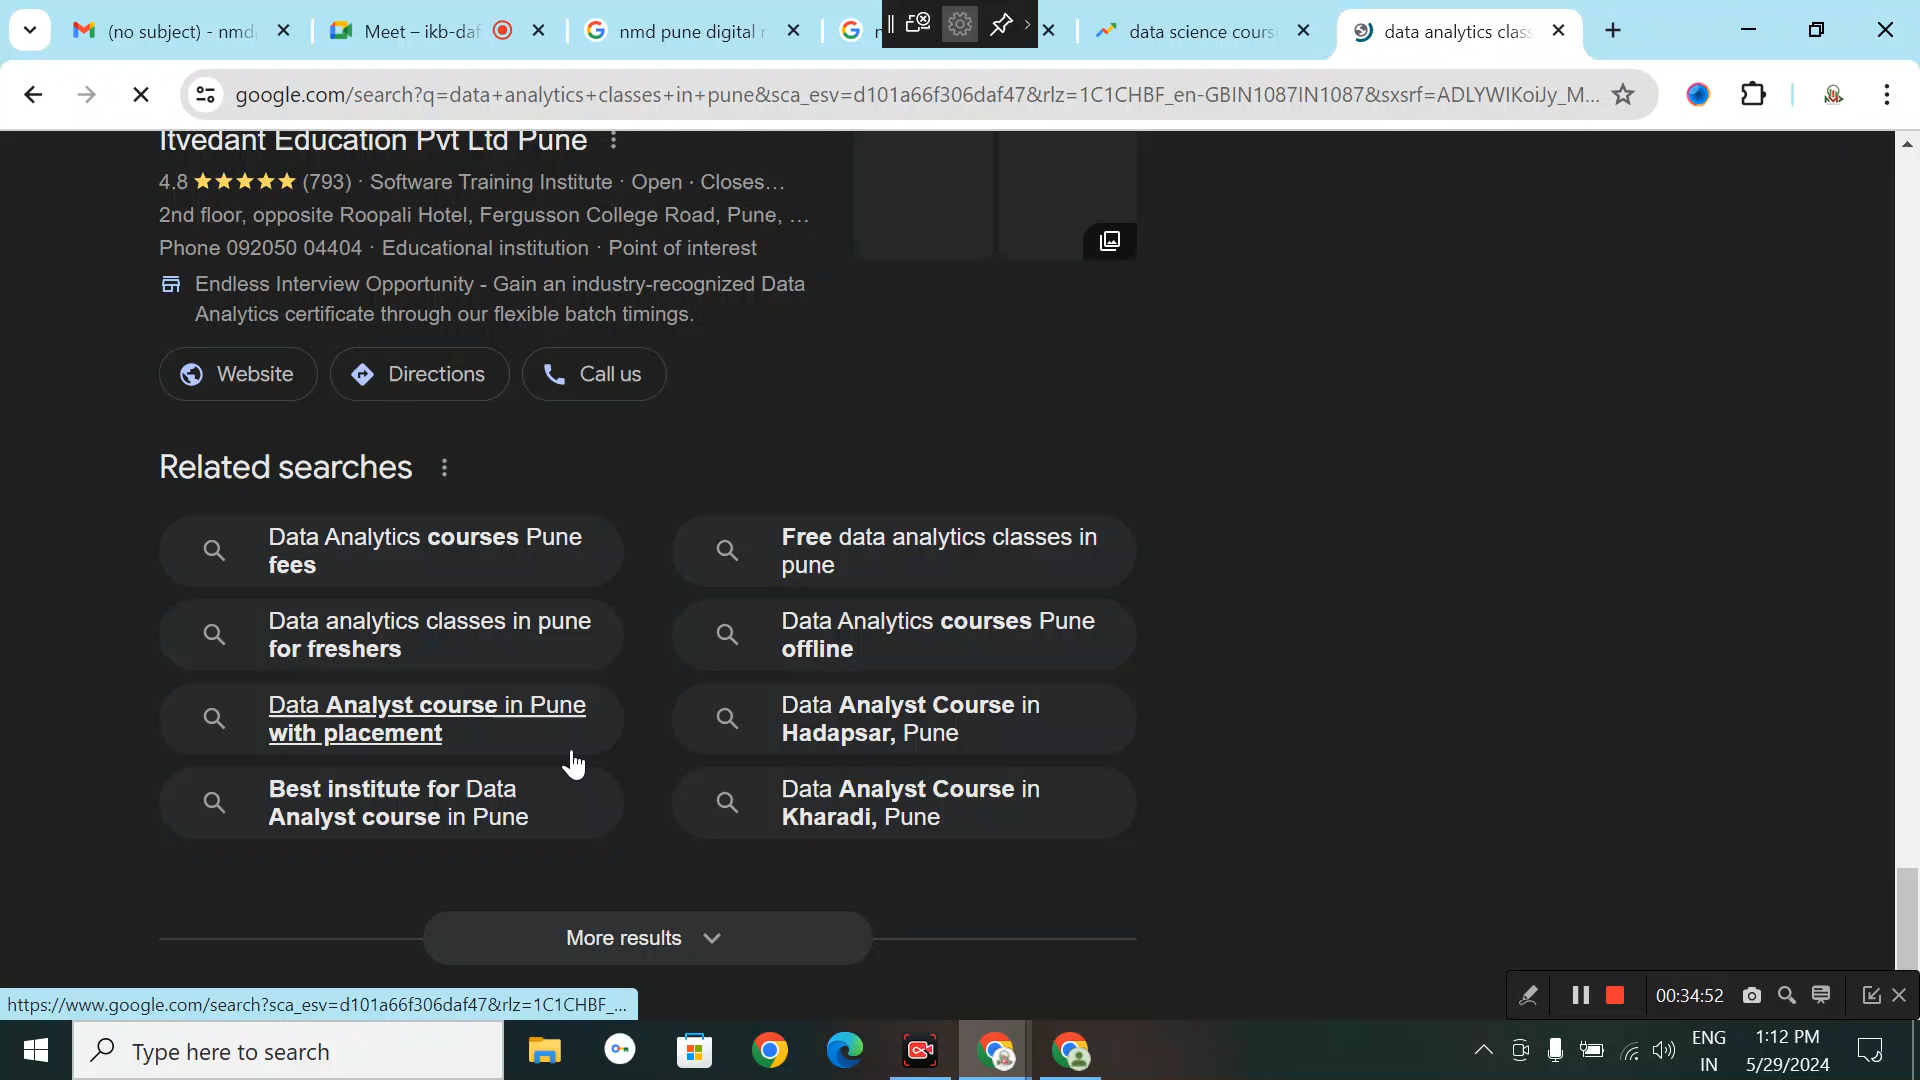 (no subject) - nmd
Meet – ikb-daf
nmd pune digital
data science cours
data analytics clas
google.com/search?q=data+analytics+classes+in+pune&sca_esv=d101a66f306daf47&rlz=1C1CHBF_en-GBIN1087IN1087&sxsrf=ADLYWIKoiJy_M...
Itvedant Education Pvt Ltd Pune
4.8 ★★★★★ (793) · Software Training Institute · Open · Closes...
2nd floor, opposite Roopali Hotel, Fergusson College Road, Pune, ...
Phone 092050 04404 · Educational institution · Point of interest
Endless Interview Opportunity - Gain an industry-recognized Data
Analytics certificate through our flexible batch timings.
Website
Directions
Call us
Related searches
Data Analytics courses Pune
fees
Free data analytics classes in
pune
Data analytics classes in pune
for freshers
Data Analytics courses Pune
offline
Data Analyst course in Pune
with placement
Data Analyst Course in
Hadapsar, Pune
Best institute for Data
Analyst course in Pune
Data Analyst Course in
Kharadi, Pune
More results
https://www.google.com/search?sca_esv=d101a66f306daf47&rlz=1C1CHBF_...
00:34:52
Type here to search
ENG
IN
1:12 PM
5/29/2024